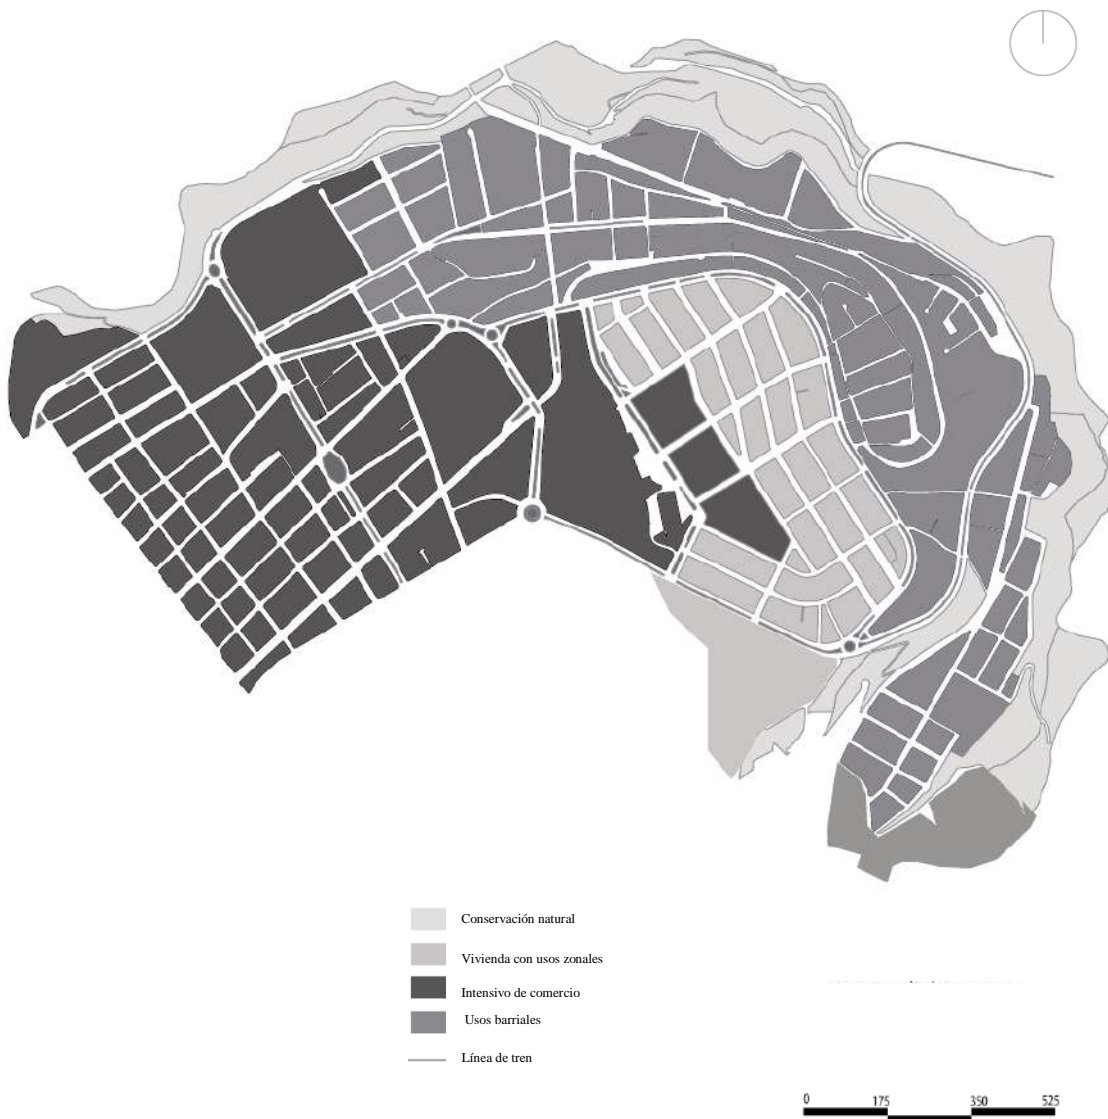 Conservación natural
Vivienda con usos zonales
Intensivo de comercio
Usos barriales
Línea de tren
0 175 350 525